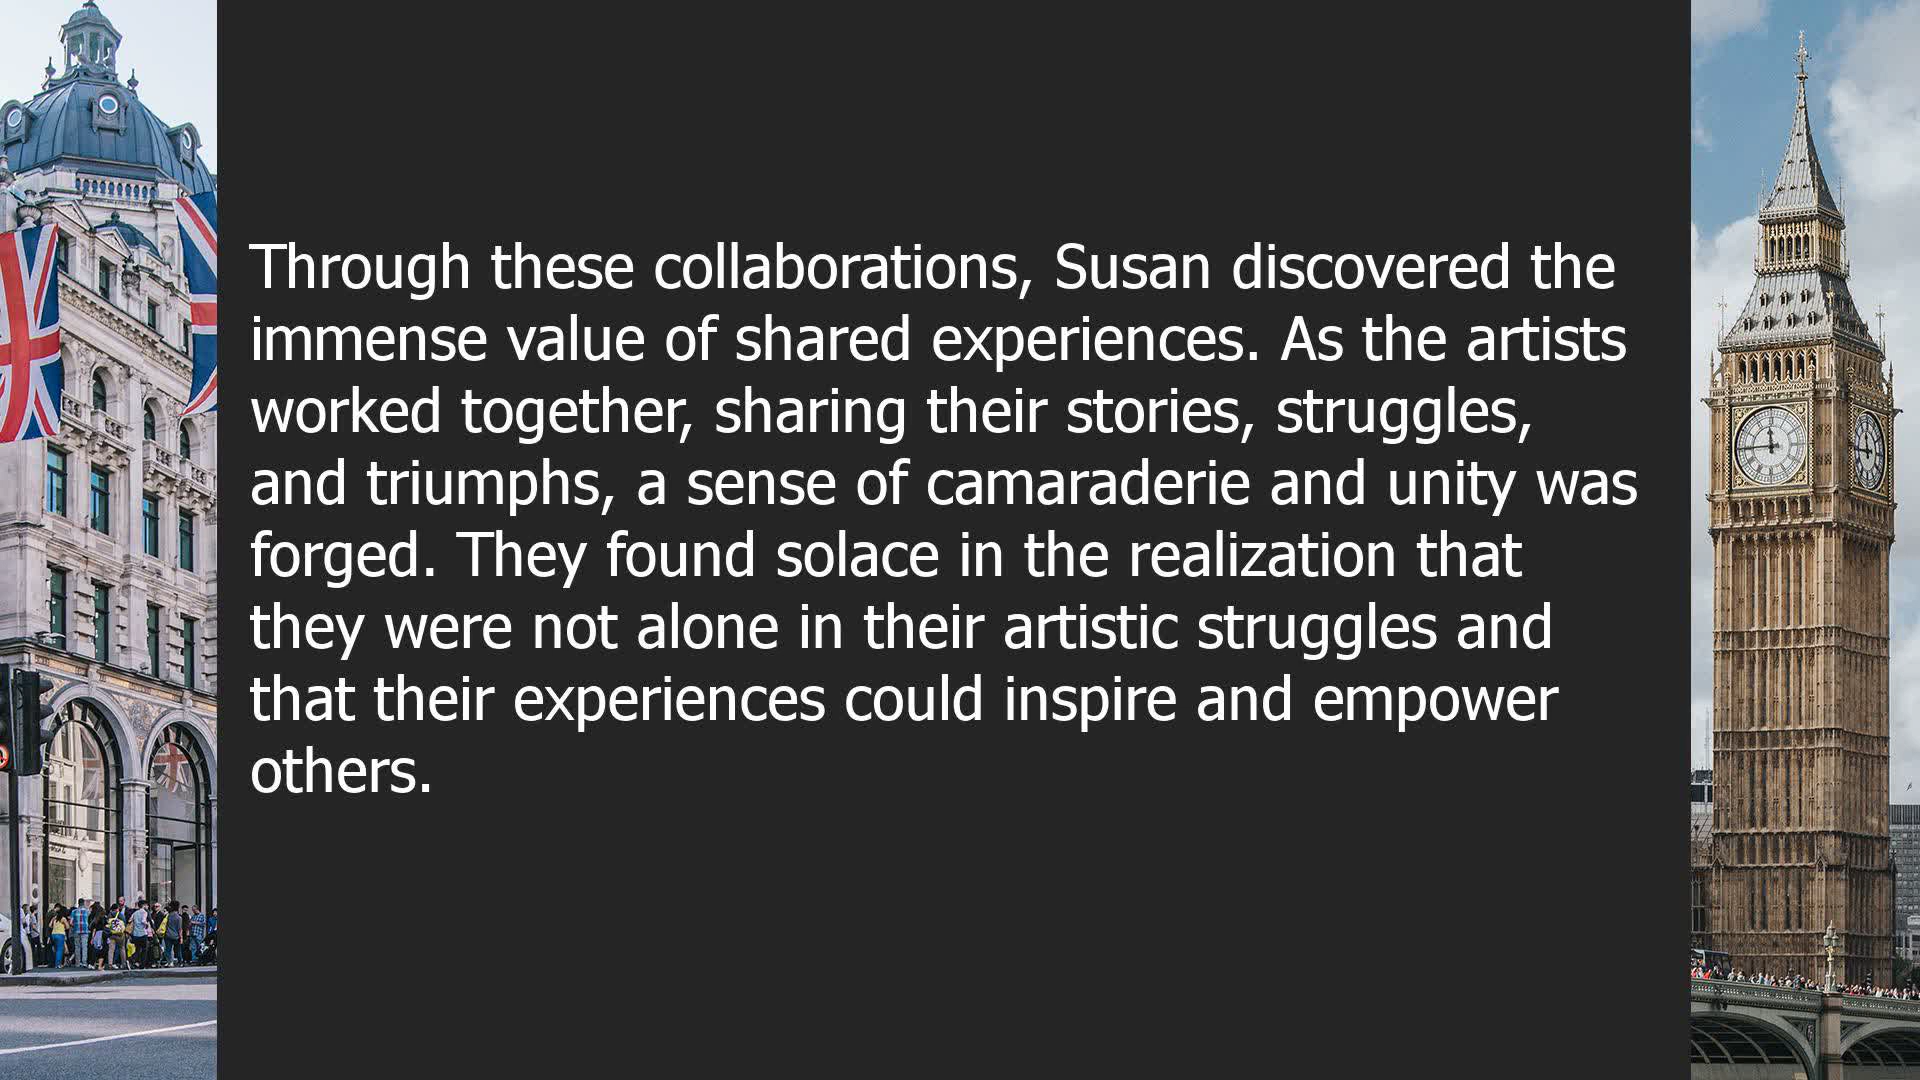 Through these collaborations, Susan discovered the
immense value of shared experiences. As the artists
worked together, sharing their stories, struggles,
and triumphs, a sense of camaraderie and unity was
forged. They found solace in the realization that
they were not alone in their artistic struggles and
that their experiences could inspire and empower
others.